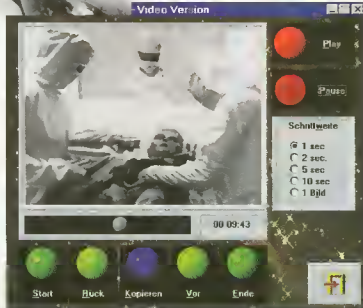 Video Version
Play
Pause
Schrittweite
1 sec
2 sec.
5 sec
10 sec
1 Bild
00:09:43
Start Rück Kopieren Vor Ende